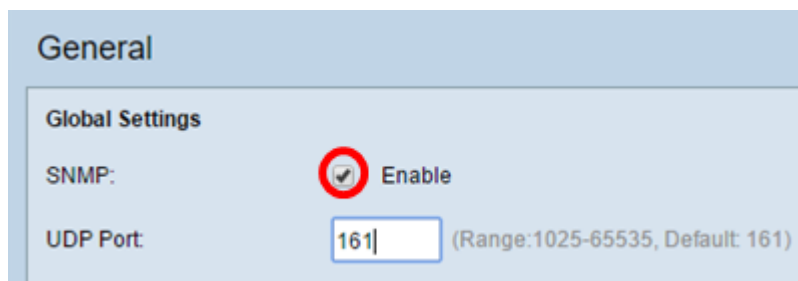 General
Global Settings
SNMP: Enable
UDP Port: 161 (Range:1025-65535, Default: 161)